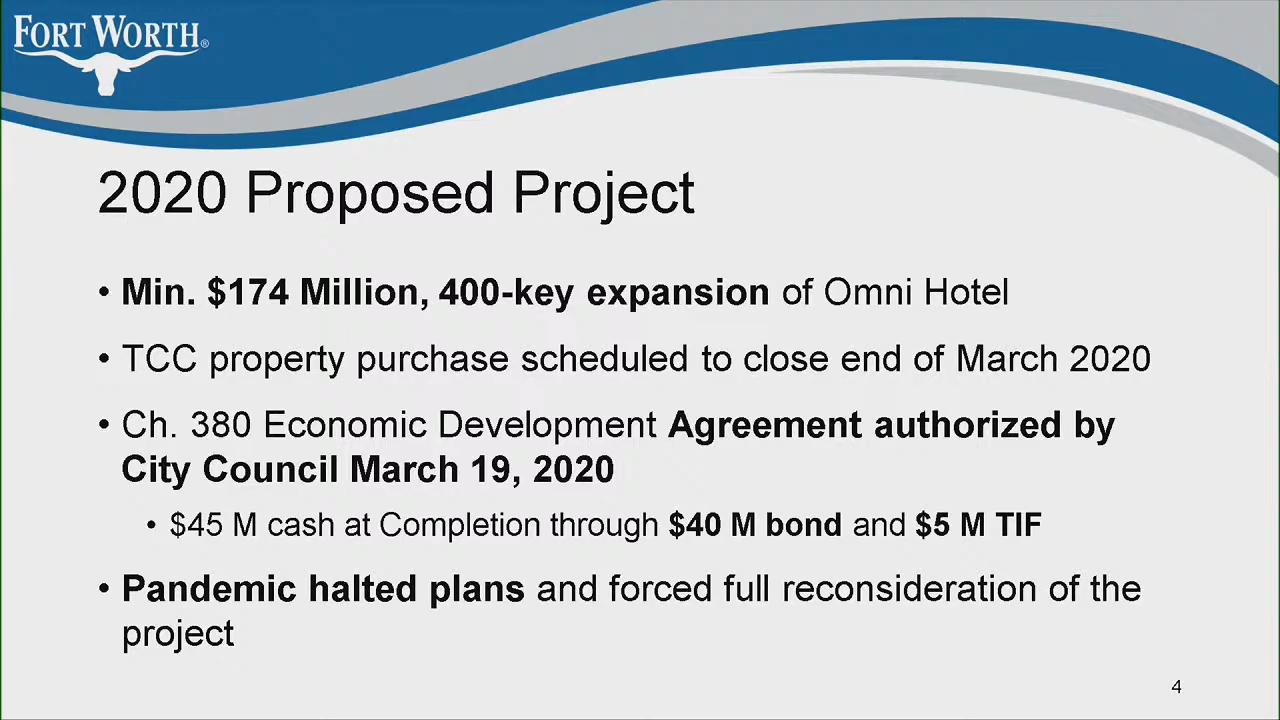 FORT WORTH®
2020 Proposed Project
• Min. $174 Million, 400-key expansion of Omni Hotel
• TCC property purchase scheduled to close end of March 2020
• Ch. 380 Economic Development Agreement authorized by
City Council March 19, 2020
• $45 M cash at Completion through $40 M bond and $5 M TIF
• Pandemic halted plans and forced full reconsideration of the
project
4